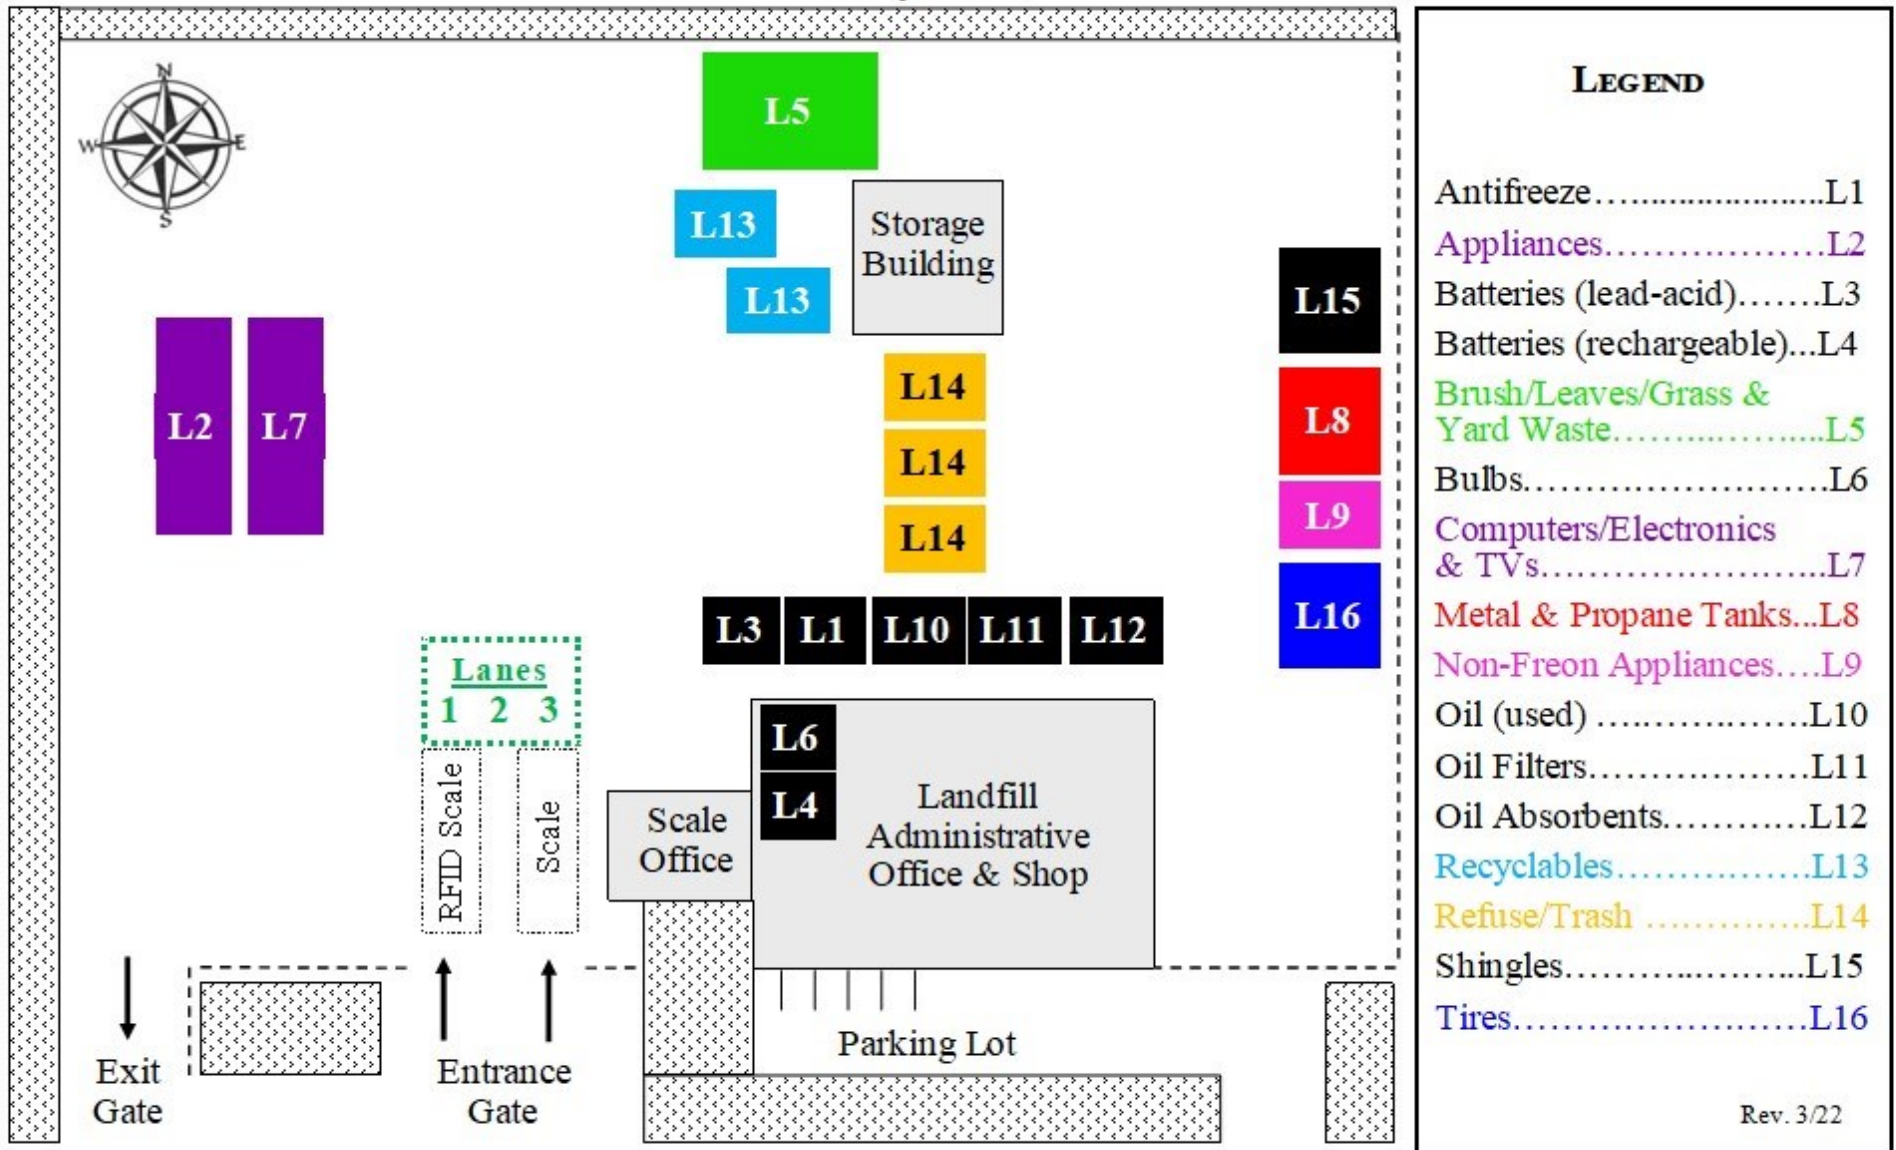 N
W E
S
L5
L13
L13
Storage
Building
L15
L8
L9
L16
L14
L14
L14
L2 L7
L3 L1 L10 L11 L12
Lanes
1 2 3
RFID Scale
Scale
Scale
Office
L6
L4
Landfill
Administrative
Office & Shop
Exit
Gate
Entrance
Gate
Parking Lot
LEGEND
Antifreeze........................L1
Appliances.....................L2
Batteries (lead-acid).......L3
Batteries (rechargeable)...L4
Brush/Leaves/Grass &
Yard Waste.......................L5
Bulbs..............................L6
Computers/Electronics
& TVs............................L7
Metal & Propane Tanks...L8
Non-Freon Appliances....L9
Oil (used) .....................L10
Oil Filters......................L11
Oil Absorbents...............L12
Recyclables...................L13
Refuse/Trash ................L14
Shingles........................L15
Tires.............................L16
Rev. 3/22